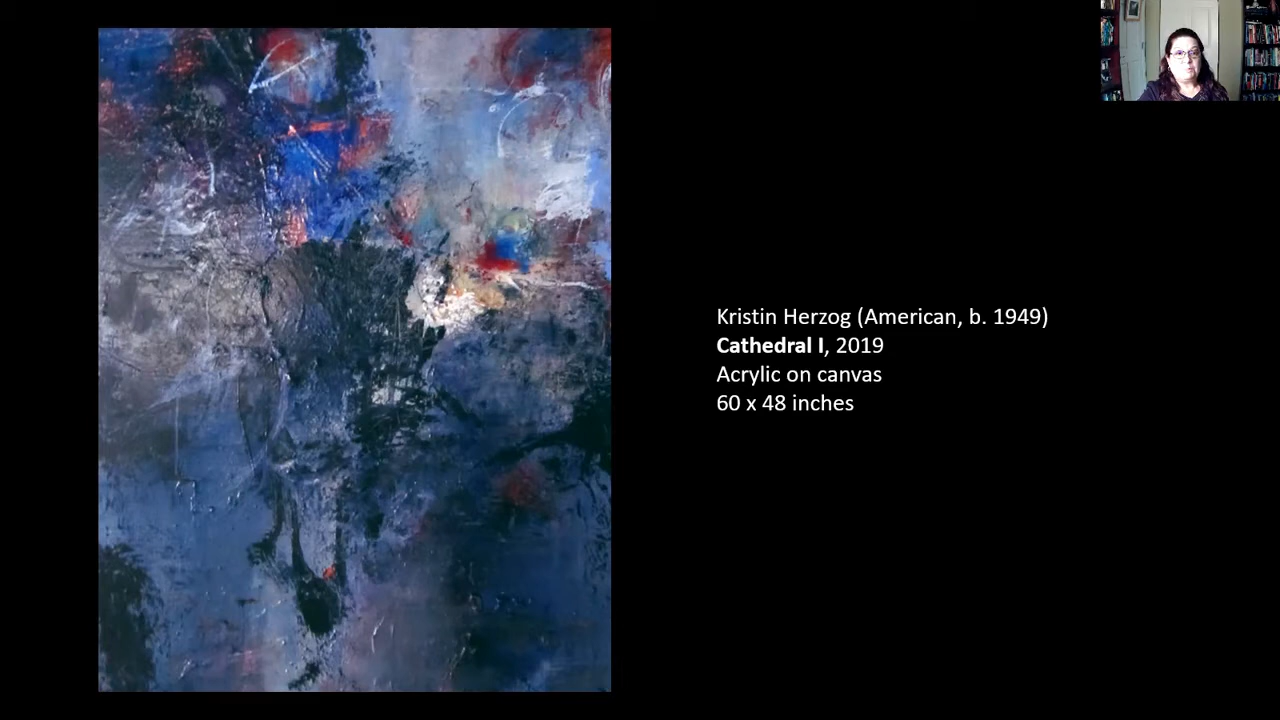 Kristin Herzog (American, b. 1949)
Cathedral I, 2019
Acrylic on canvas
60 x 48 inches